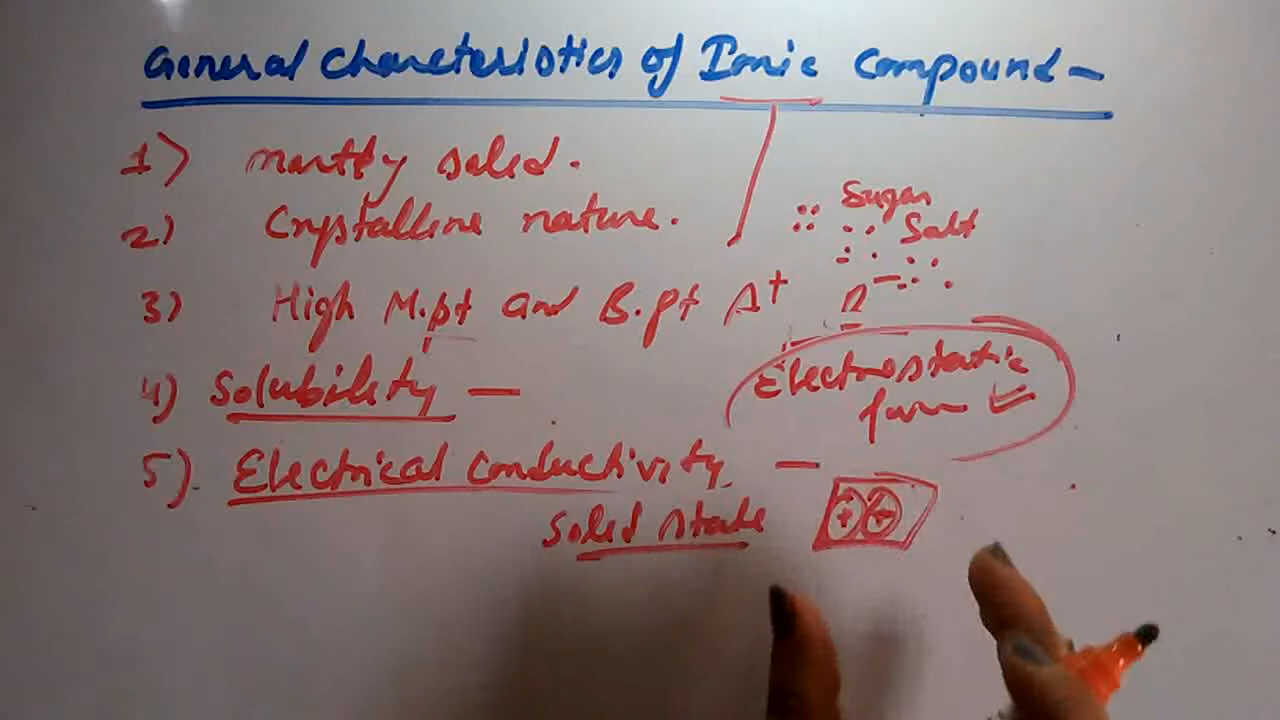 General Characteristics of Ionic Compound -
1) mostly solid.
2) Crystalline nature.
Sugar
Salt
3) High M.pt and B.pt A+
4) Solubility -
Electrostatic
5) Electrical conductivity -
solid state
+ -